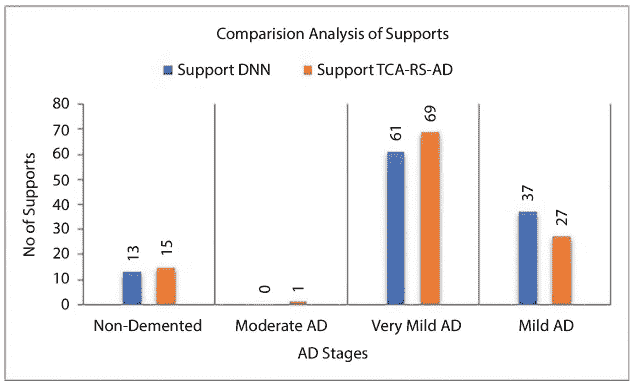 Comparision Analysis of Supports
Support DNN Support TCA-RS-AD
No of Supports
80
70
60
50
40
30
20
10
0
13 15 0 1 61 69 37 27
Non-Demented Moderate AD Very Mild AD Mild AD
AD Stages